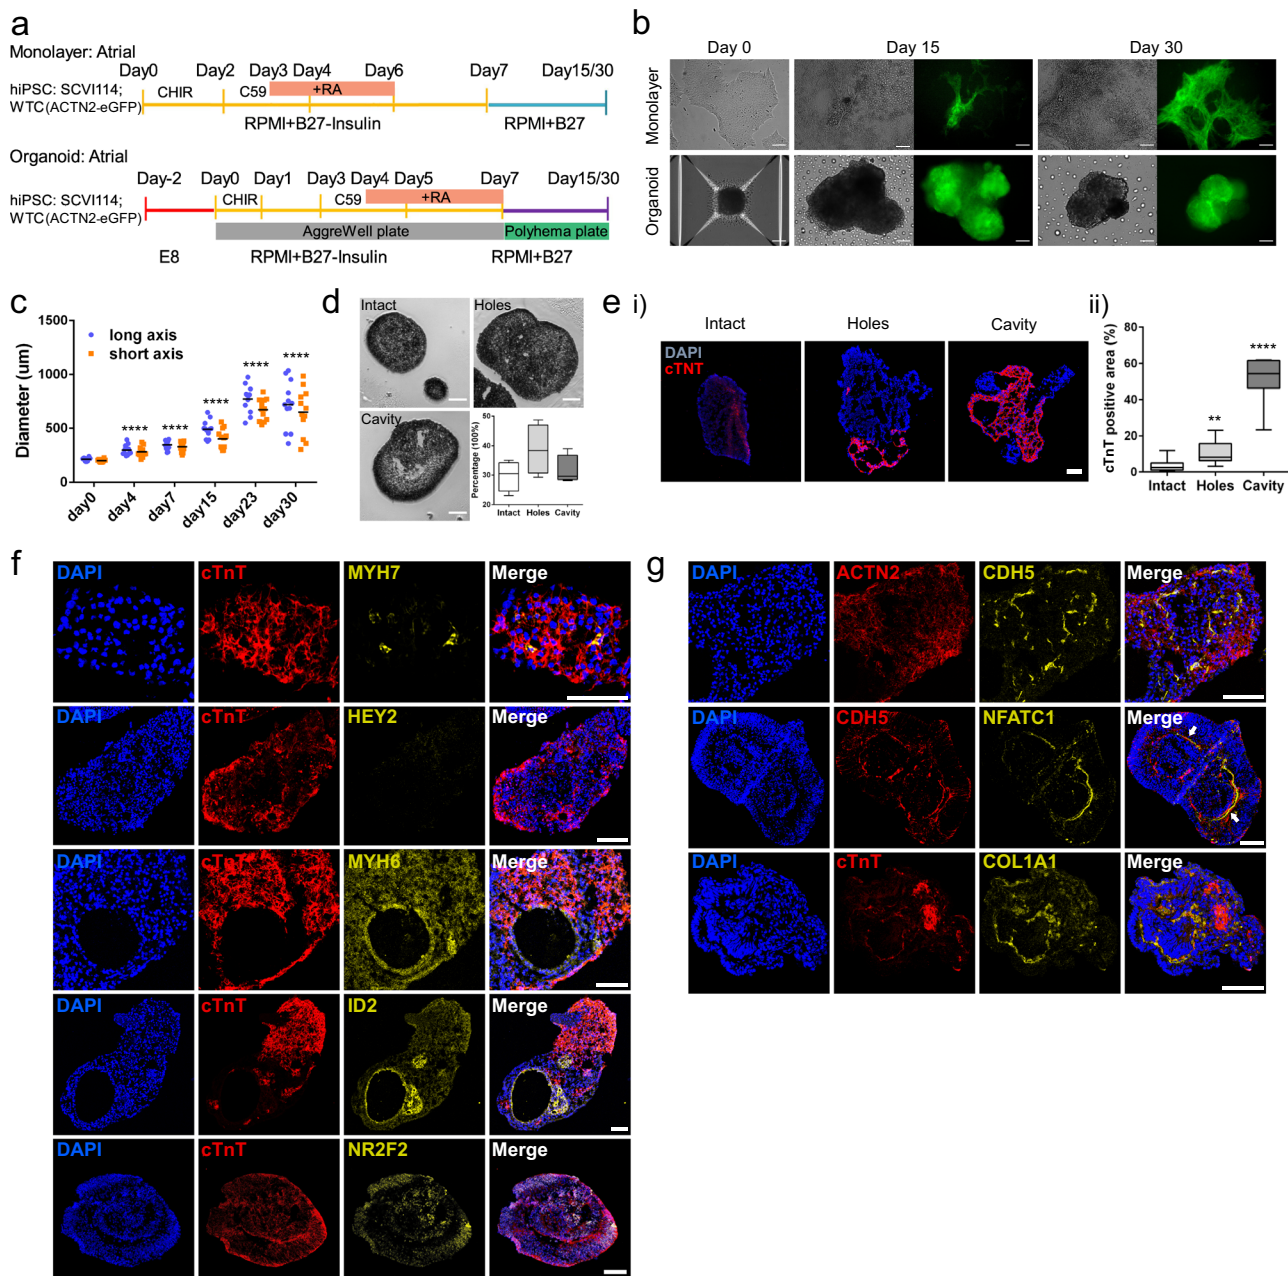 a
Monolayer: Atrial
Day0 Day2 Day3 Day4 Day6 Day7 Day15/30
hiPSC: SCVI114;
WTC(ACTN2-eGFP)
CHIR C59 +RA
RPMI+B27-Insulin RPMI+B27
Organoid: Atrial
Day-2 Day0 Day1 Day3 Day4 Day5 Day7 Day15/30
hiPSC: SCVI114;
WTC(ACTN2-eGFP)
CHIR C59 +RA
AggreWell plate Polyhema plate
E8 RPMI+B27-Insulin RPMI+B27
b
Day 0 Day 15 Day 30
Monolayer
Organoid
c
Diameter (um)
1500
1000
500
0
long axis
short axis
**** **** **** **** ****
day0 day4 day7 day15 day23 day30
d
Intact Holes
Cavity
Percentage (100%)
50
40
30
20
Intact Holes Cavity
e i)
Intact Holes Cavity
DAPI
cTNT
ii)
cTnT positive area (%)
80
60
40
20
0
** ****
Intact Holes Cavity
f
DAPI cTnT MYH7 Merge
DAPI cTnT HEY2 Merge
DAPI cTnT MYH6 Merge
DAPI cTnT ID2 Merge
DAPI cTnT NR2F2 Merge
g
DAPI ACTN2 CDH5 Merge
DAPI CDH5 NFATC1 Merge
DAPI cTnT COL1A1 Merge